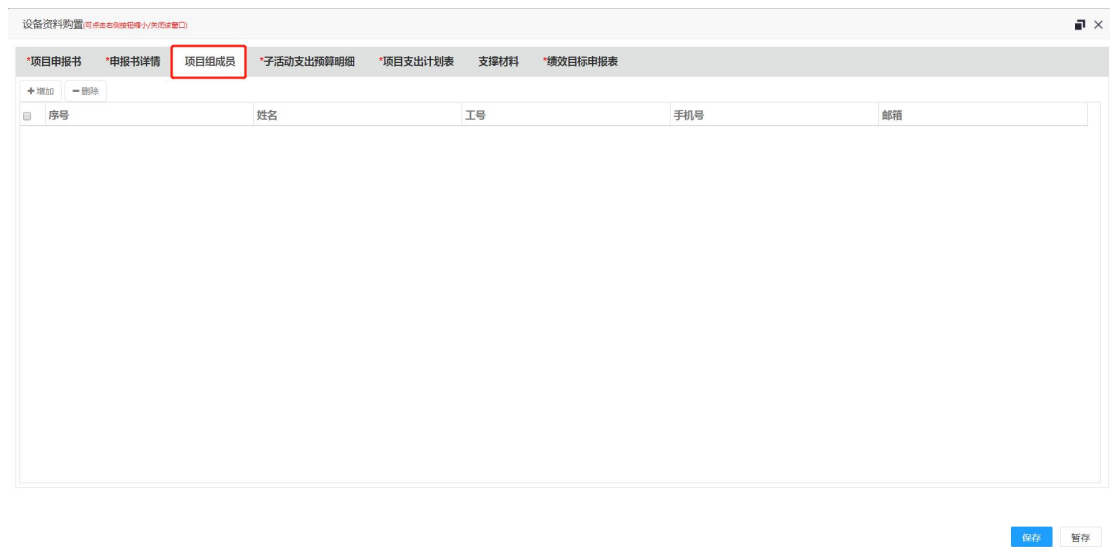 设备资料购置(可点击右侧按钮缩小/关闭该窗口)
*项目申报书 *申报书详情 项目组成员 *子活动支出预算明细 *项目支出计划表 支撑材料 *绩效目标申报表
+增加 -删除
序号 姓名 工号 手机号 邮箱
保存 暂存